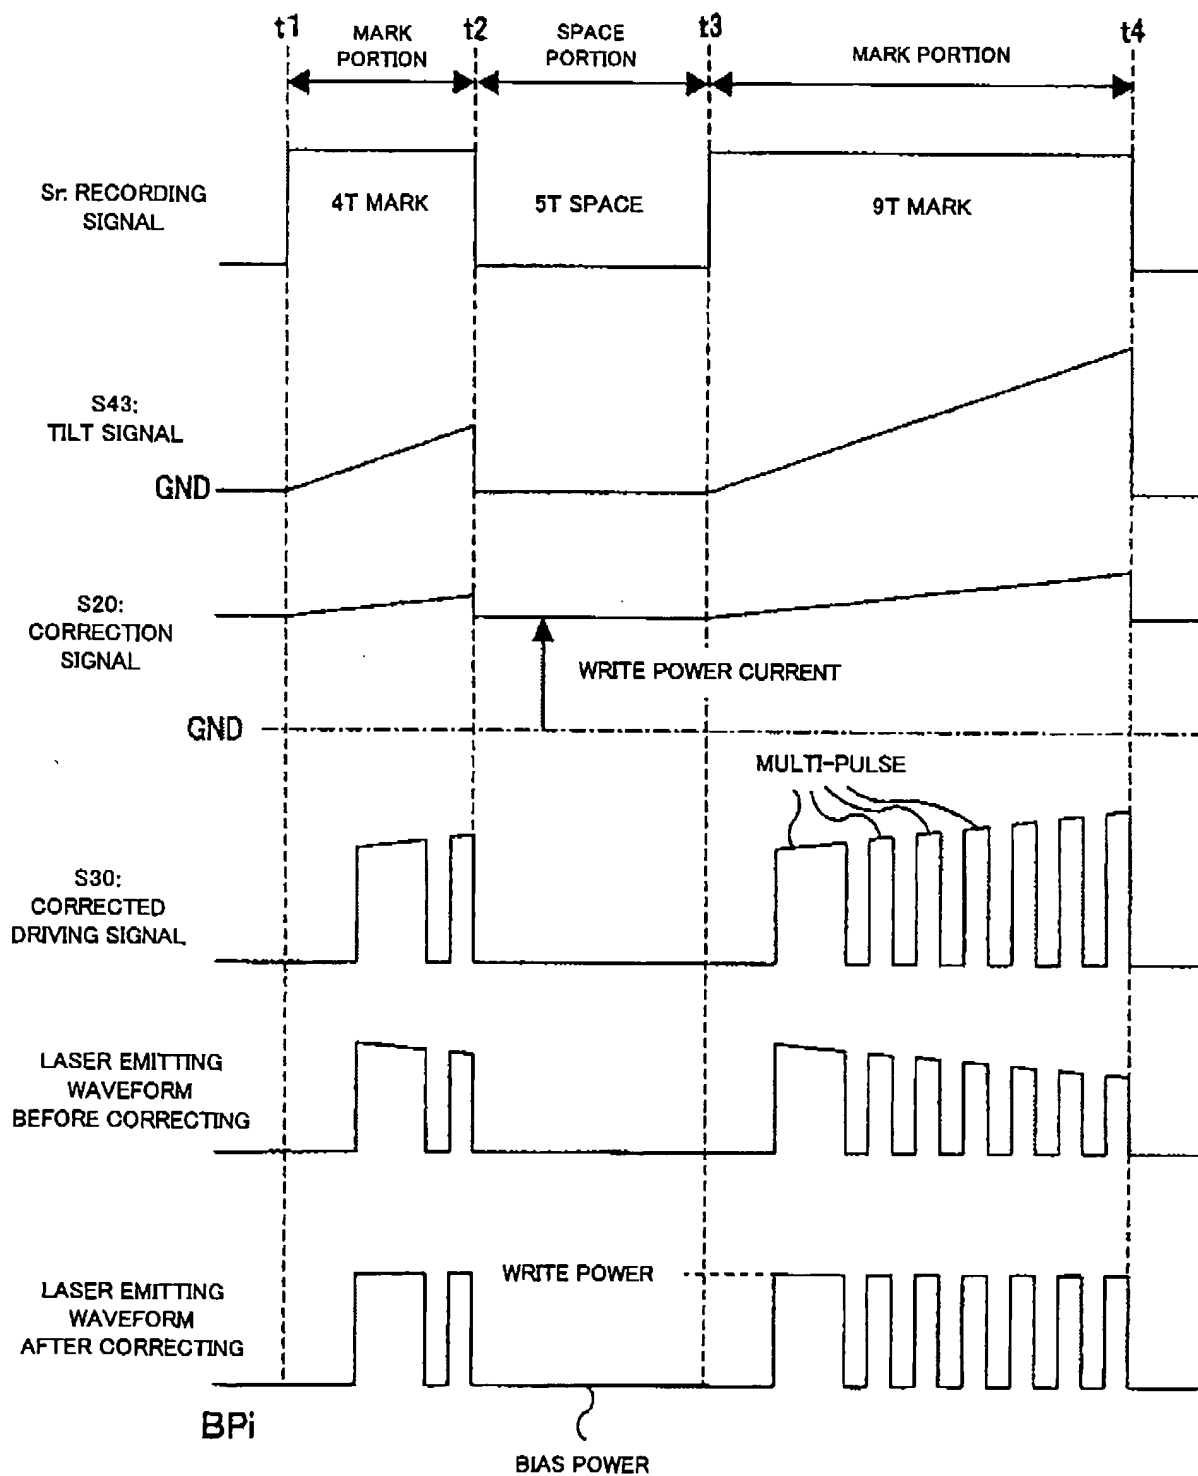 t1
MARK
PORTION
t2
SPACE
PORTION
t3
MARK PORTION
t4
Sr: RECORDING
SIGNAL
4T MARK
5T SPACE
9T MARK
S43:
TILT SIGNAL
GND
S20:
CORRECTION
SIGNAL
WRITE POWER CURRENT
GND
MULTI-PULSE
S30:
CORRECTED
DRIVING SIGNAL
LASER EMITTING
WAVEFORM
BEFORE CORRECTING
WRITE POWER
LASER EMITTING
WAVEFORM
AFTER CORRECTING
BPi
BIAS POWER